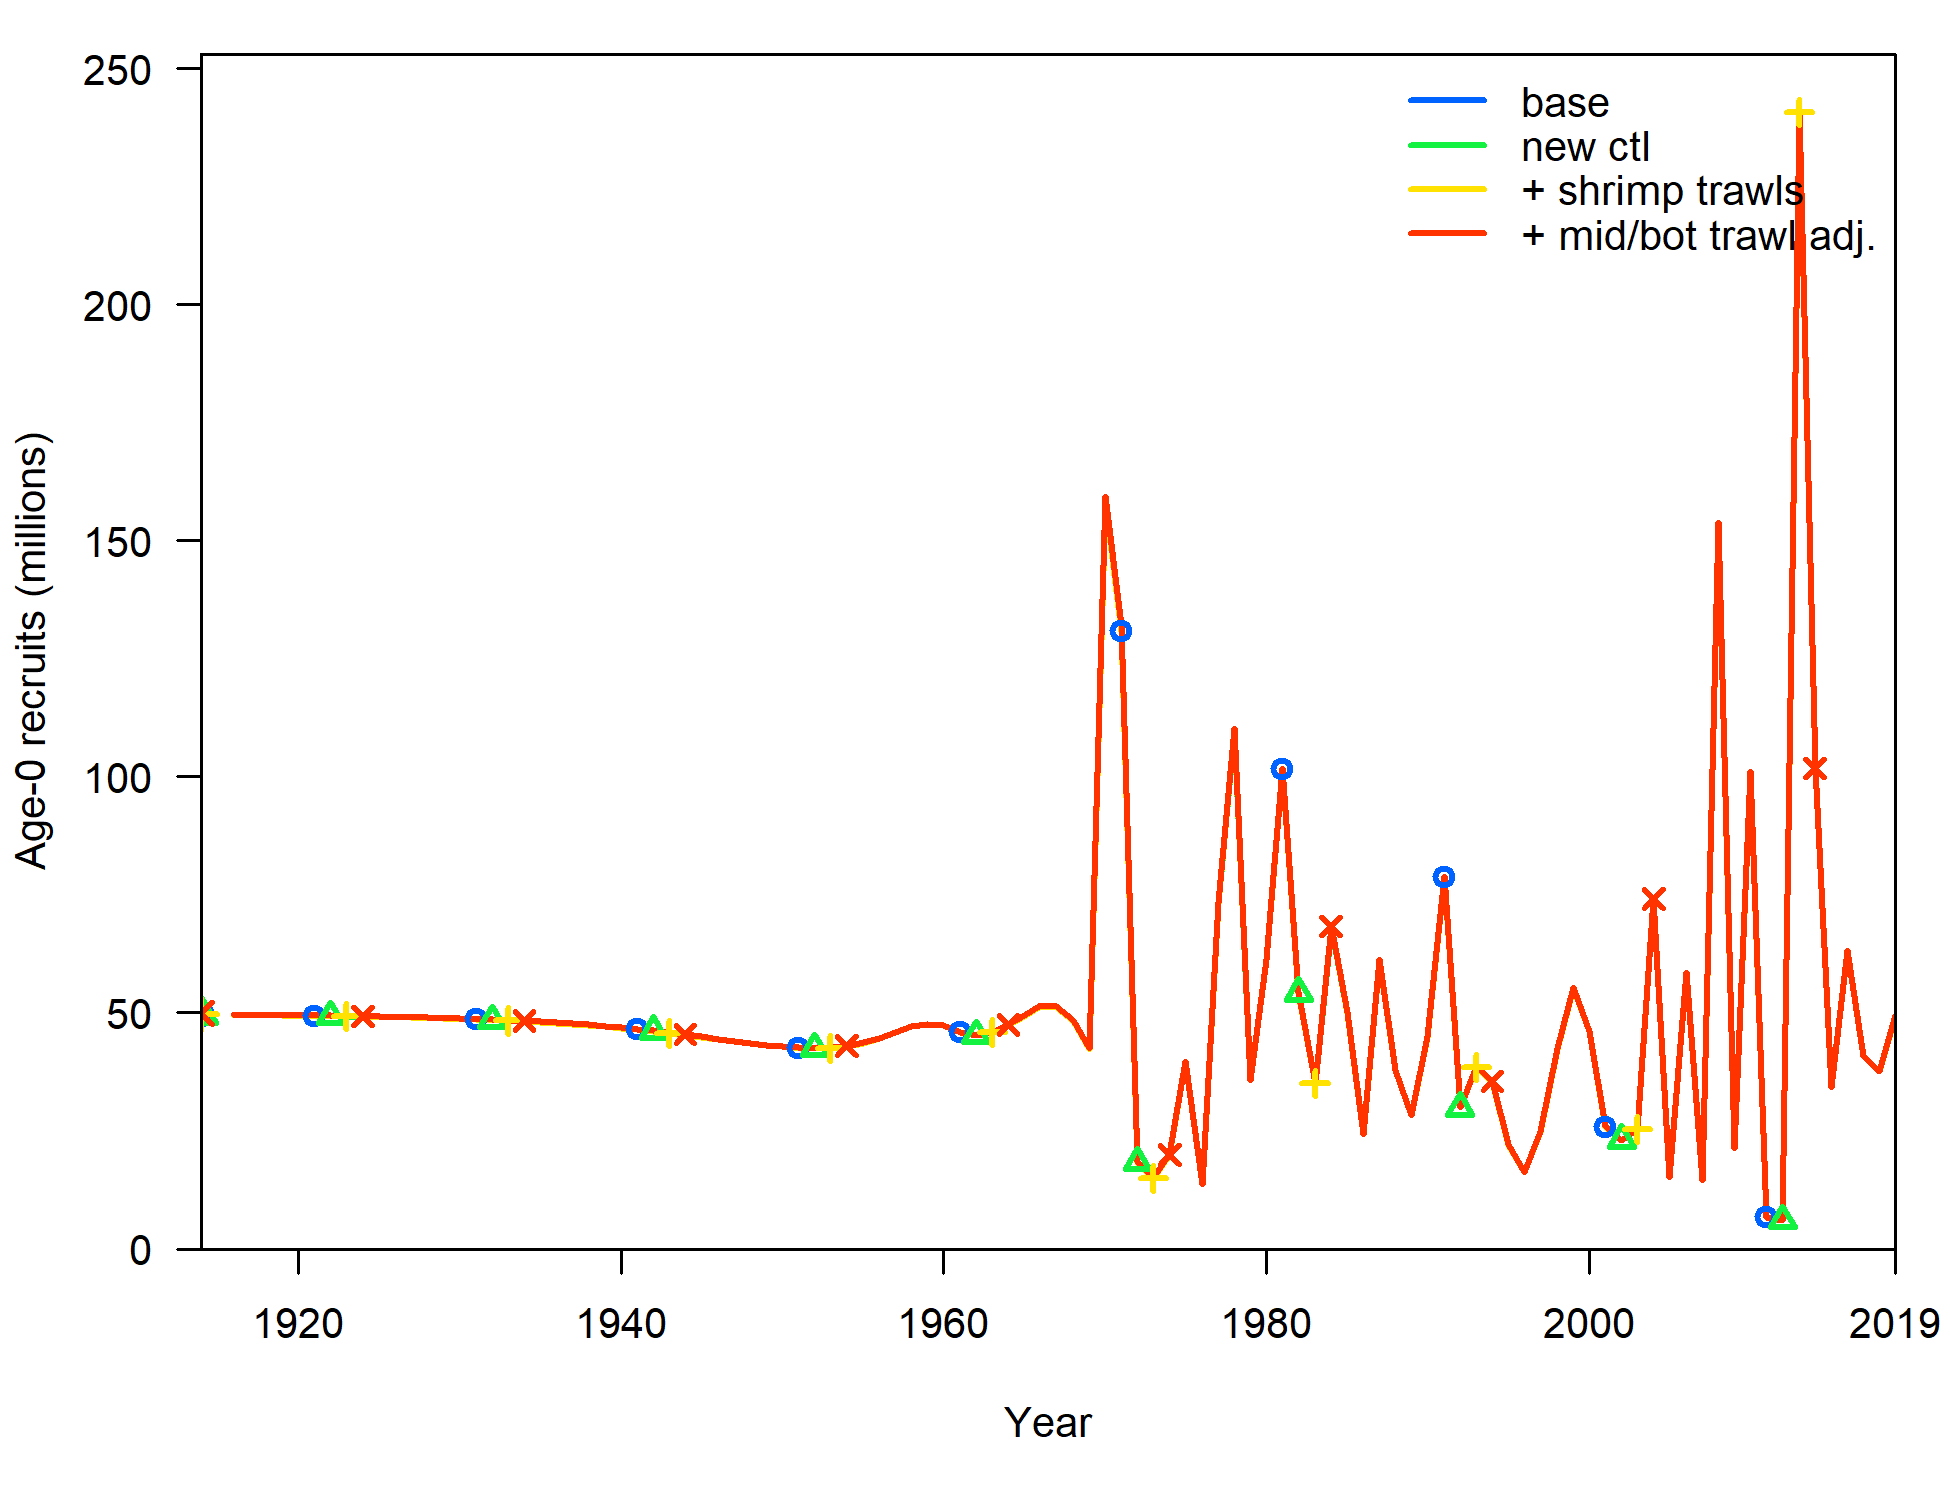 250
200
150
100
50
0
Age-0 recruits (millions)
base
new ctl
+ shrimp trawls
+ mid/bot trawl adj.
1920
1940
1960
1980
2000
2019
Year